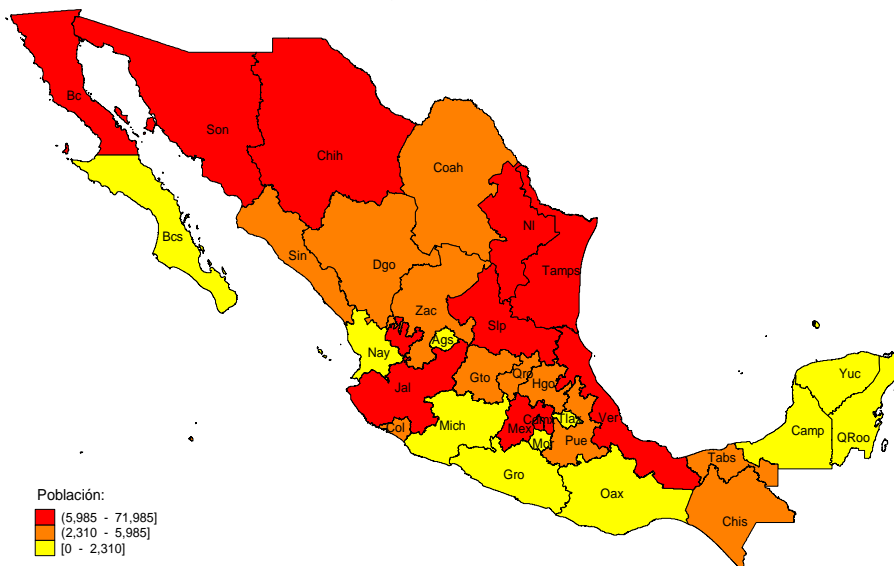 Bc
Son
Chih
Coah
Bcs
Nl
Sin
Dgo
Tamps
Zac
Slp
Ags
Nay
Yuc
Gto
Qro
Hgo
Jal
Col
Mich
Mex
Tlax
Ver
Camp
QRoo
Mor
Pue
Tabs
Gro
Oax
Chis
Población:
(5,985 - 71,985]
(2,310 - 5,985]
[0 - 2,310]